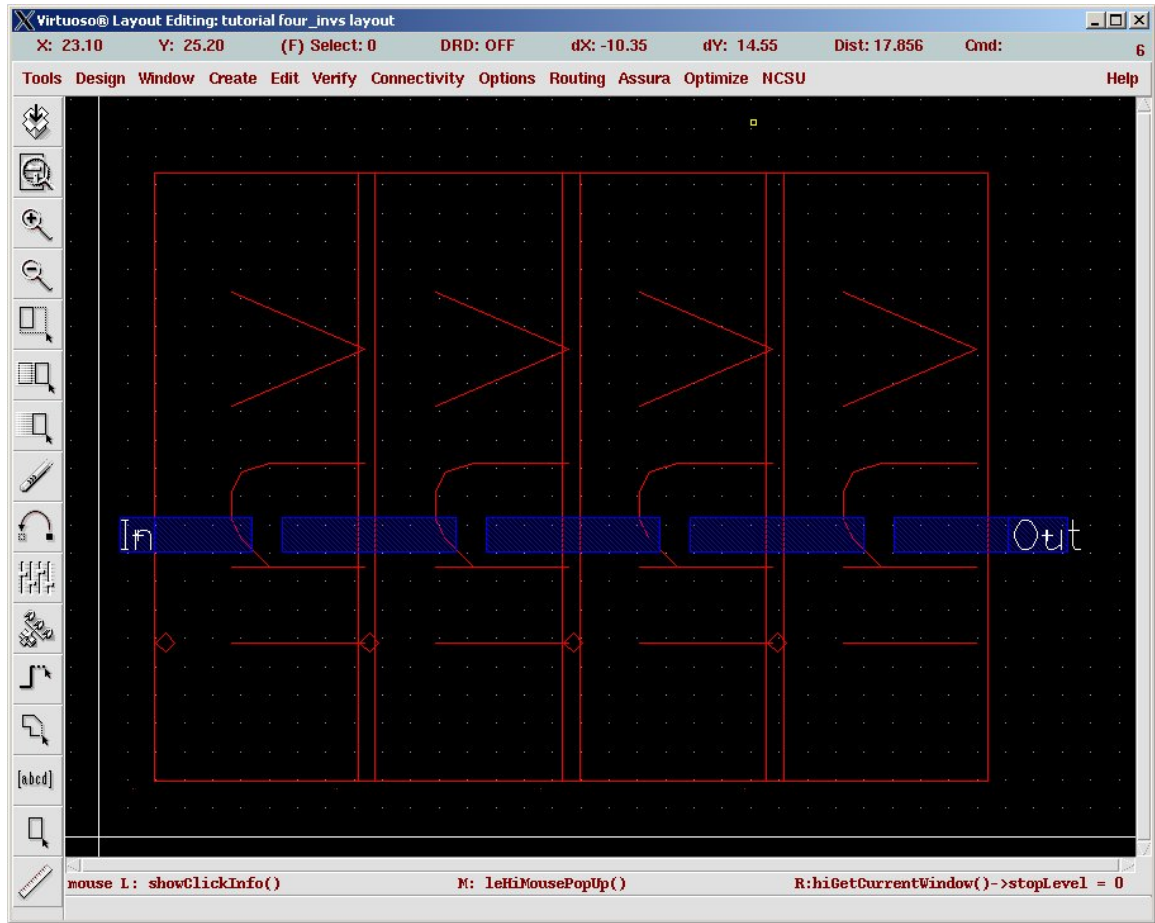 Virtuoso® Layout Editing: tutorial four_invs layout
X: 23.10 Y: 25.20 (F) Select: 0 DRD: OFF dX: -10.35 dY: 14.55 Dist: 17.856 Cmd: 6
Tools Design Window Create Edit Verify Connectivity Options Routing Assura Optimize NCSU Help
In Out
[abcd]
mouse L: showClickInfo() M: leHiMousePopUp() R:hiGetCurrentWindow()->stopLevel = 0